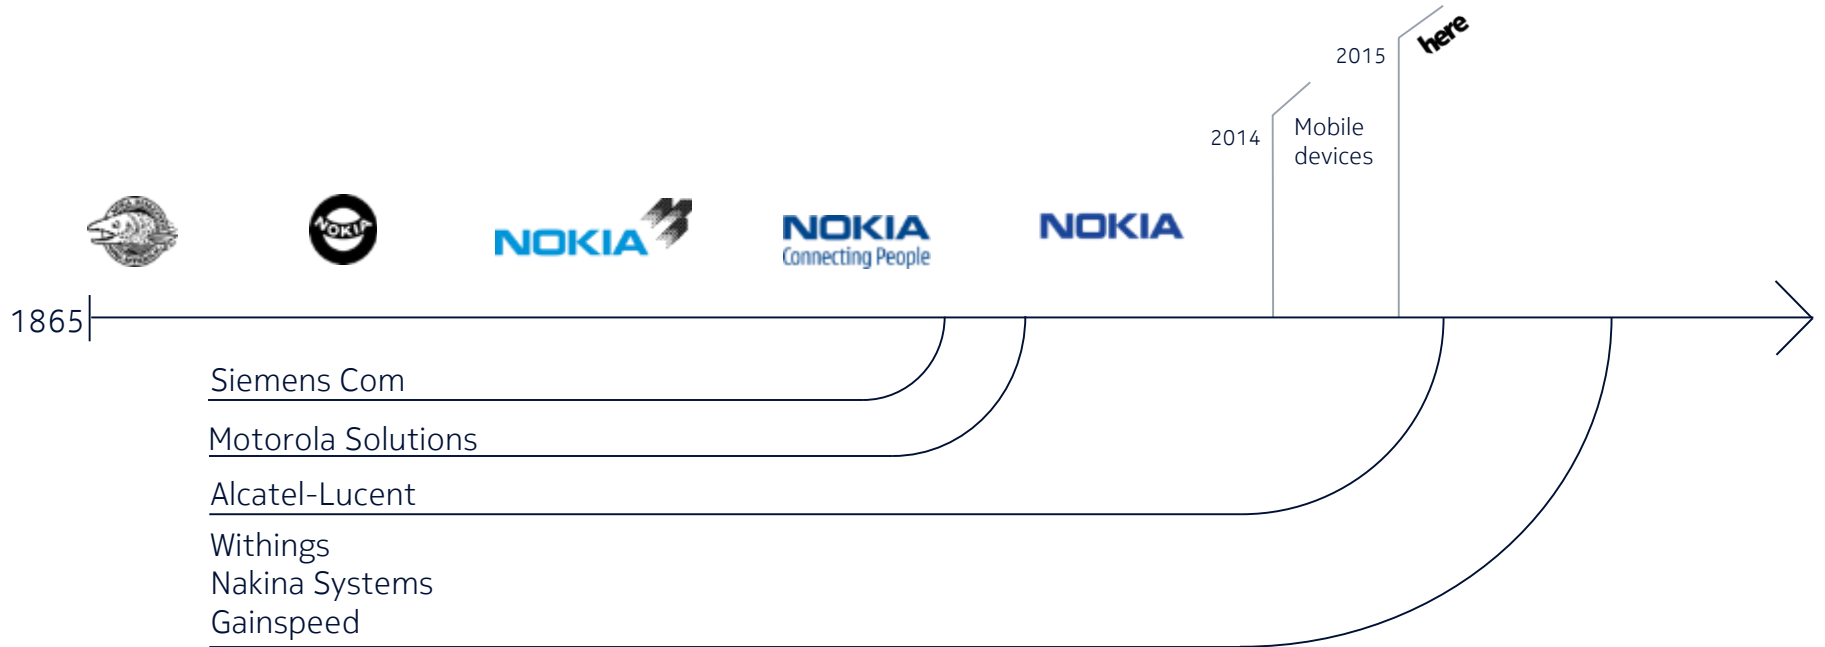 here
2015
2014
Mobile
devices
NOKIA
NOKIA
NOKIA
Connecting People
NOKIA
1865
Siemens Com
Motorola Solutions
Alcatel-Lucent
Withings
Nakina Systems
Gainspeed